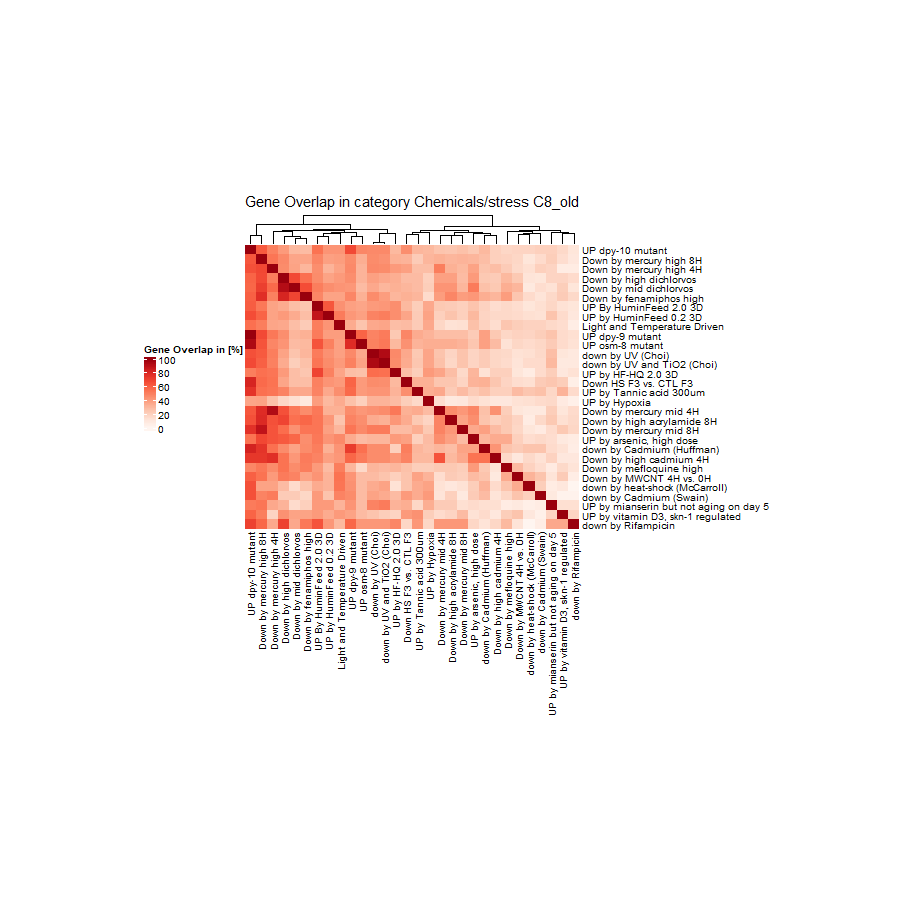 Gene Overlap in category Chemicals/stress C8_old
UP dpy-10 mutant
Down by mercury high 8H
Down by mercury high 4H
Down by high dichlorvos
Down by mid dichlorvos
Down by fenamiphos high
UP By HuminFeed 2.0 3D
UP by HuminFeed 0.2 3D
Light and Temperature Driven
UP dpy-9 mutant
UP osm-8 mutant
down by UV (Choi)
down by UV and TiO2 (Choi)
UP by HF-HQ 2.0 3D
Down HS F3 vs. CTL F3
UP by Tannic acid 300um
UP by Hypoxia
Down by mercury mid 4H
Down by high acrylamide 8H
Down by mercury mid 8H
UP by arsenic, high dose
down by Cadmium (Huffman)
Down by high cadmium 4H
Down by mefloquine high
Down by MWCNT 4H vs. 0H
down by heat-shock (McCarroll)
down by Cadmium (Swain)
UP by mianserin but not aging on day 5
UP by vitamin D3, skn-1 regulated
down by Rifampicin
Gene Overlap in [%]
100
80
60
40
20
0
UP dpy-10 mutant
Down by mercury high 8H
Down by mercury high 4H
Down by high dichlorvos
Down by mid dichlorvos
Down by fenamiphos high
UP By HuminFeed 2.0 3D
UP by HuminFeed 0.2 3D
Light and Temperature Driven
UP dpy-9 mutant
UP osm-8 mutant
down by UV (Choi)
down by UV and TiO2 (Choi)
UP by HF-HQ 2.0 3D
Down HS F3 vs. CTL F3
UP by Tannic acid 300um
UP by Hypoxia
Down by mercury mid 4H
Down by high acrylamide 8H
Down by mercury mid 8H
UP by arsenic, high dose
down by Cadmium (Huffman)
Down by high cadmium 4H
Down by mefloquine high
Down by MWCNT 4H vs. 0H
down by heat-shock (McCarroll)
down by Cadmium (Swain)
UP by mianserin but not aging on day 5
UP by vitamin D3, skn-1 regulated
down by Rifampicin